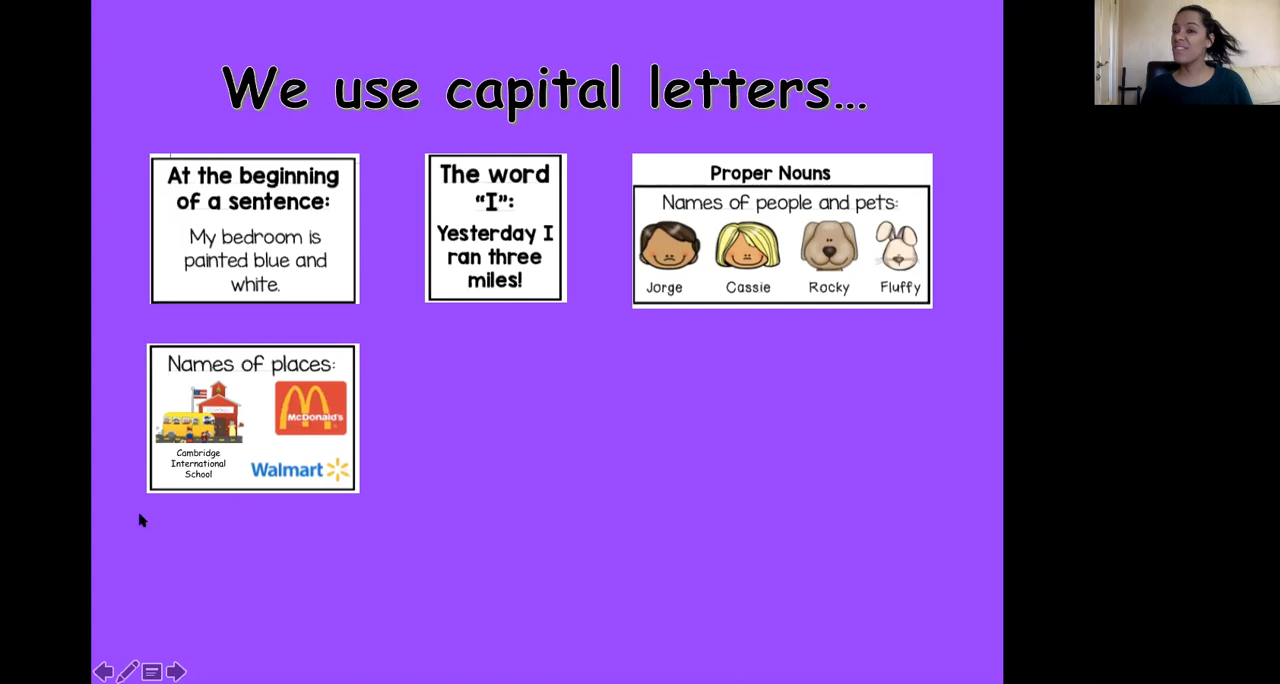 We use capital letters...
At the beginning
of a sentence:
My bedroom is
painted blue and
white.
The word
“I”:
Yesterday I
ran three
miles!
Proper Nouns
Names of people and pets:
Jorge
Cassie
Rocky
Fluffy
Names of places:
McDonald's
Cambridge
International
School
Walmart